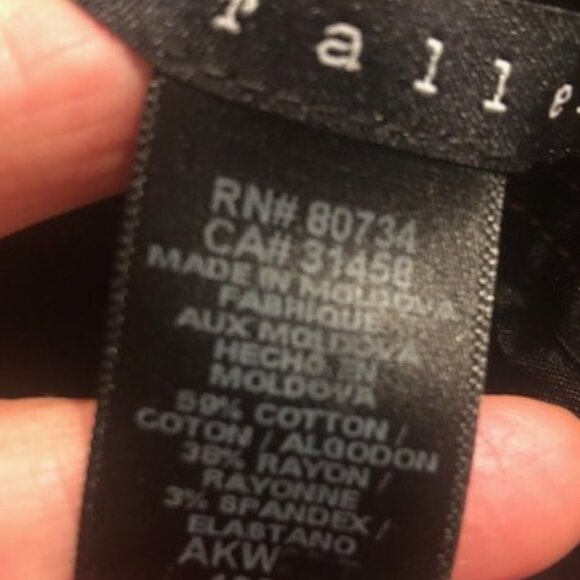 ralle
RN# 80734
CA# 31458
MADE IN MOLDOVA
FABRIQUE
AUX MOLDOVA
HECHO EN
MOLDOVA
59% COTTON /
COTON / ALGODON
38% RAYON /
RAYONNE
3% SPANDEX /
ELASTANO
AKW